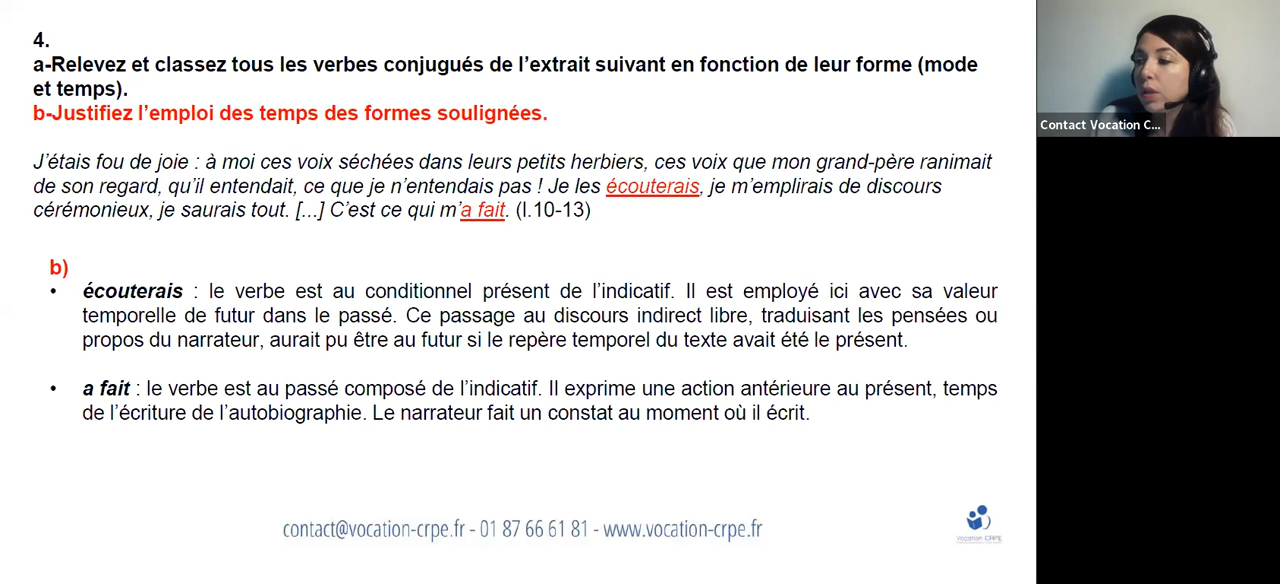 4.
a-Relevez et classez tous les verbes conjugués de l'extrait suivant en fonction de leur forme (mode
et temps).
b-Justifiez l'emploi des temps des formes soulignées.
J'étais fou de joie : à moi ces voix séchées dans leurs petits herbiers, ces voix que mon grand-père ranimait
de son regard, qu'il entendait, ce que je n'entendais pas ! Je les écouterais, je m'emplirais de discours
cérémonieux, je saurais tout. [...] C'est ce qui m'a fait. (l.10-13)
b)
• écouterais : le verbe est au conditionnel présent de l'indicatif. Il est employé ici avec sa valeur
temporelle de futur dans le passé. Ce passage au discours indirect libre, traduisant les pensées ou
propos du narrateur, aurait pu être au futur si le repère temporel du texte avait été le présent.
• a fait : le verbe est au passé composé de l'indicatif. Il exprime une action antérieure au présent, temps
de l'écriture de l'autobiographie. Le narrateur fait un constat au moment où il écrit.
contact@vocation-crpe.fr - 01 87 66 61 81 - www.vocation-crpe.fr
Vocation CRPE
Contact Vocation C...